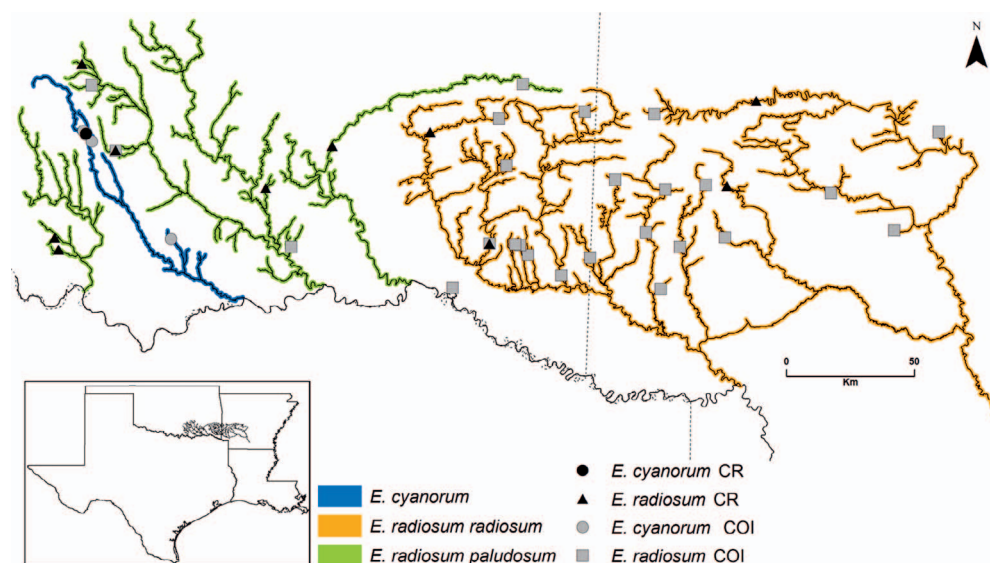 N
0 50
Km
E. cyanorum
E. radiosum radiosum
E. radiosum paludosum
E. cyanorum CR
E. radiosum CR
E. cyanorum COI
E. radiosum COI